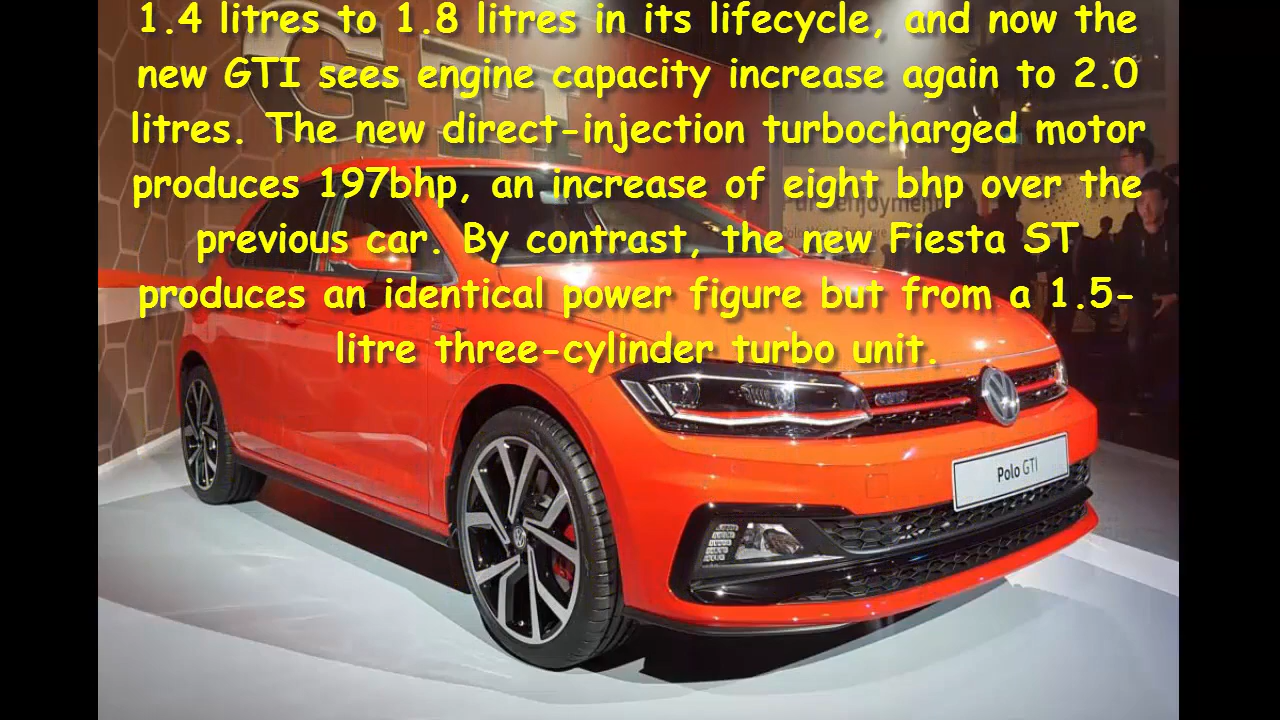 1.4 litres to 1.8 litres in its lifecycle, and now the
new GTI sees engine capacity increase again to 2.0
litres. The new direct-injection turbocharged motor
produces 197bhp, an increase of eight bhp over the
previous car. By contrast, the new Fiesta ST
produces an identical power figure but from a 1.5-
litre three-cylinder turbo unit.
GTI
enjoyment
Polo GTI